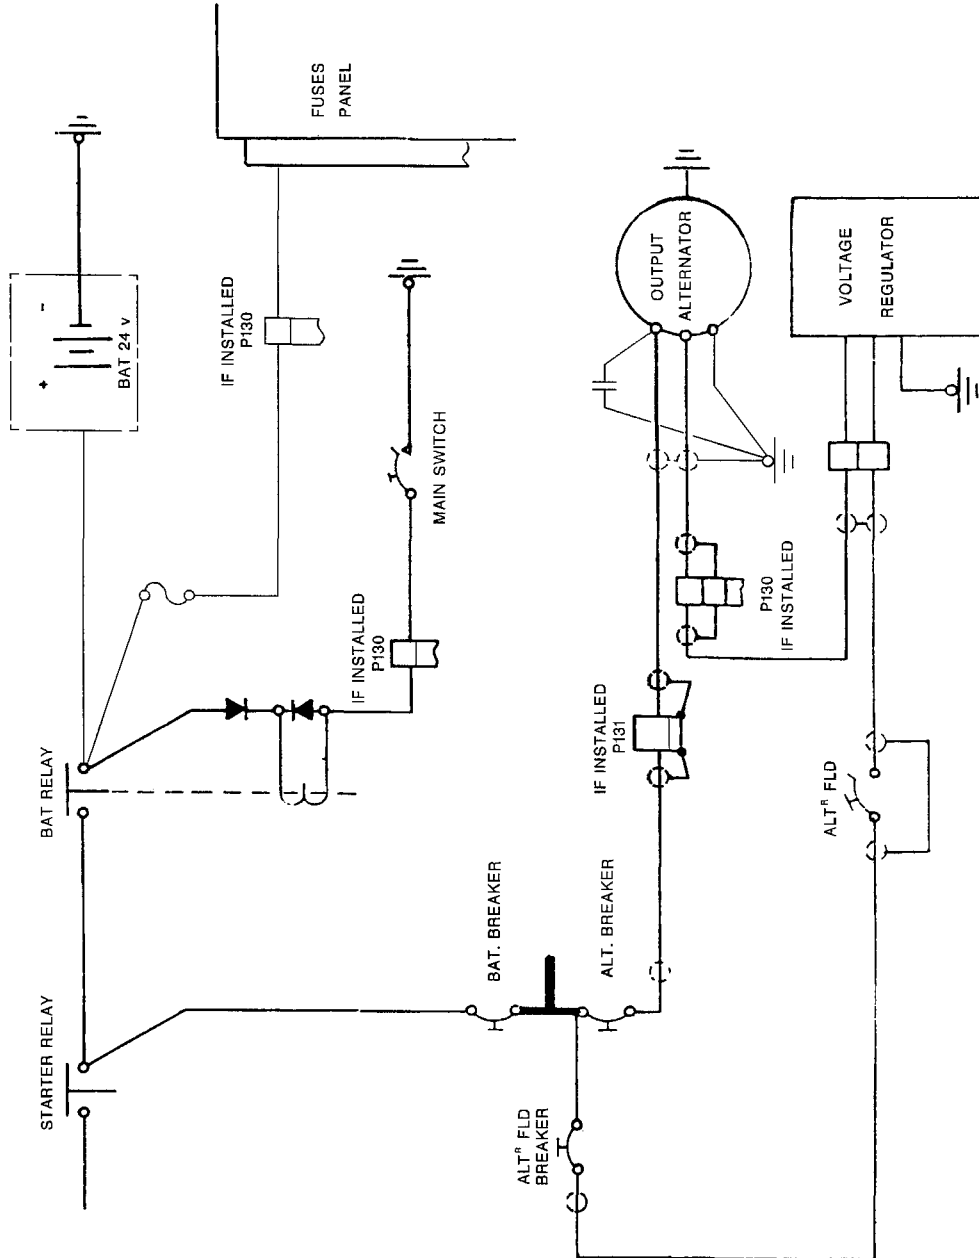 FUSES
PANEL
+
-
BAT 24 v
IF INSTALLED
P130
MAIN SWITCH
IF INSTALLED
P130
BAT RELAY
STARTER RELAY
OUTPUT
ALTERNATOR
VOLTAGE
REGULATOR
P130
IF INSTALLED
IF INSTALLED
P131
ALTᴿ FLD
BAT. BREAKER
ALT. BREAKER
ALTᴿ FLD
BREAKER